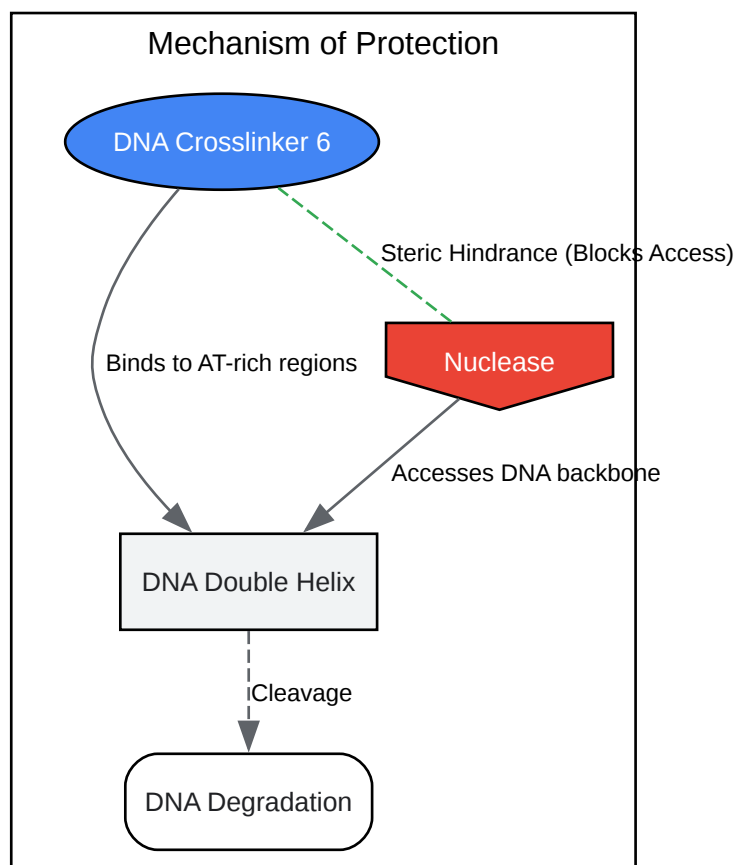 Mechanism of Protection
DNA Crosslinker 6
Steric Hindrance (Blocks Access)
Binds to AT-rich regions
Nuclease
Accesses DNA backbone
DNA Double Helix
Cleavage
DNA Degradation